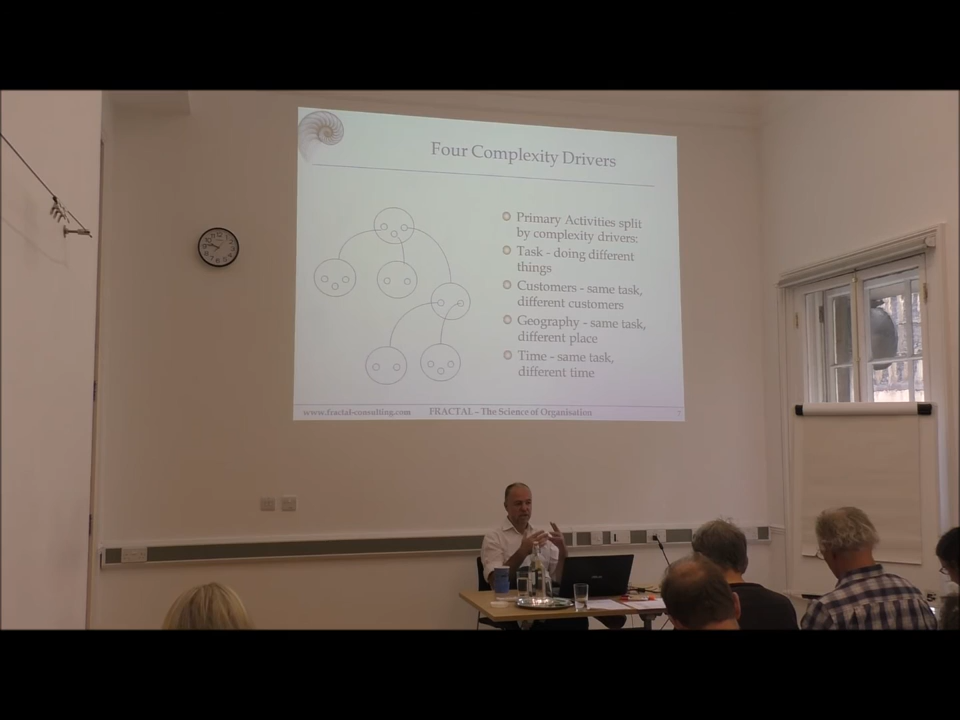 Four Complexity Drivers
Primary Activities split
by complexity drivers:
Task - doing different
things
Customers - same task,
different customers
Geography - same task,
different place
Time - same task,
different time
www.fractal-consulting.com FRACTAL – The Science of Organisation 7